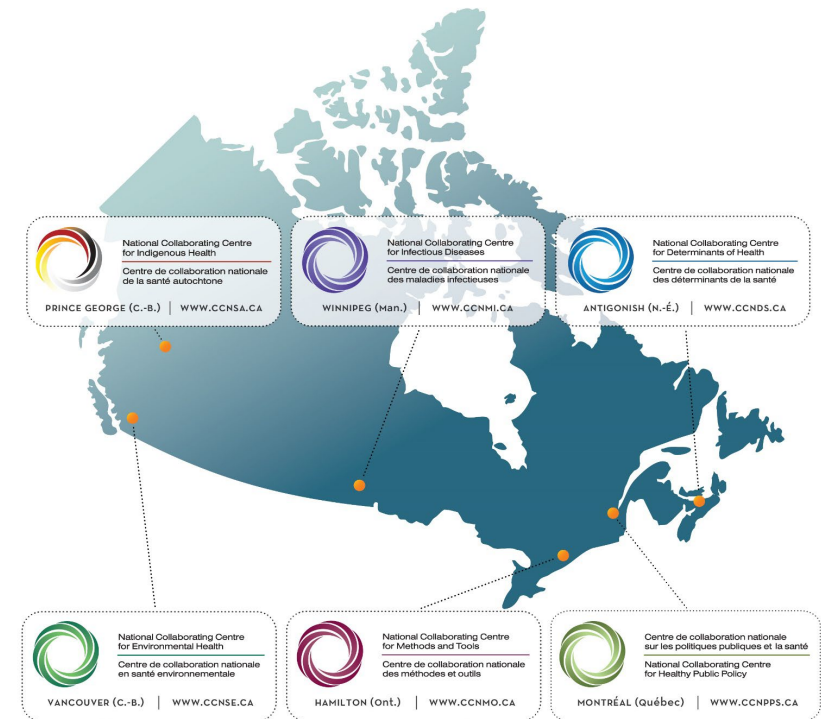 National Collaborating Centre
for Indigenous Health
Centre de collaboration nationale
de la santé autochtone
PRINCE GEORGE (C.-B.) | WWW.CCNSA.CA
National Collaborating Centre
for Infectious Diseases
Centre de collaboration nationale
des maladies infectieuses
WINNIPEG (Man.) | WWW.CCNMI.CA
National Collaborating Centre
for Determinants of Health
Centre de collaboration nationale
des déterminants de la santé
ANTIGONISH (N.-É.) | WWW.CCNDS.CA
National Collaborating Centre
for Environmental Health
Centre de collaboration nationale
en santé environnementale
VANCOUVER (C.-B.) | WWW.CCNSE.CA
National Collaborating Centre
for Methods and Tools
Centre de collaboration nationale
des méthodes et outils
HAMILTON (Ont.) | WWW.CCNMO.CA
Centre de collaboration nationale
sur les politiques publiques et la santé
National Collaborating Centre
for Healthy Public Policy
MONTRÉAL (Québec) | WWW.CCNPPS.CA